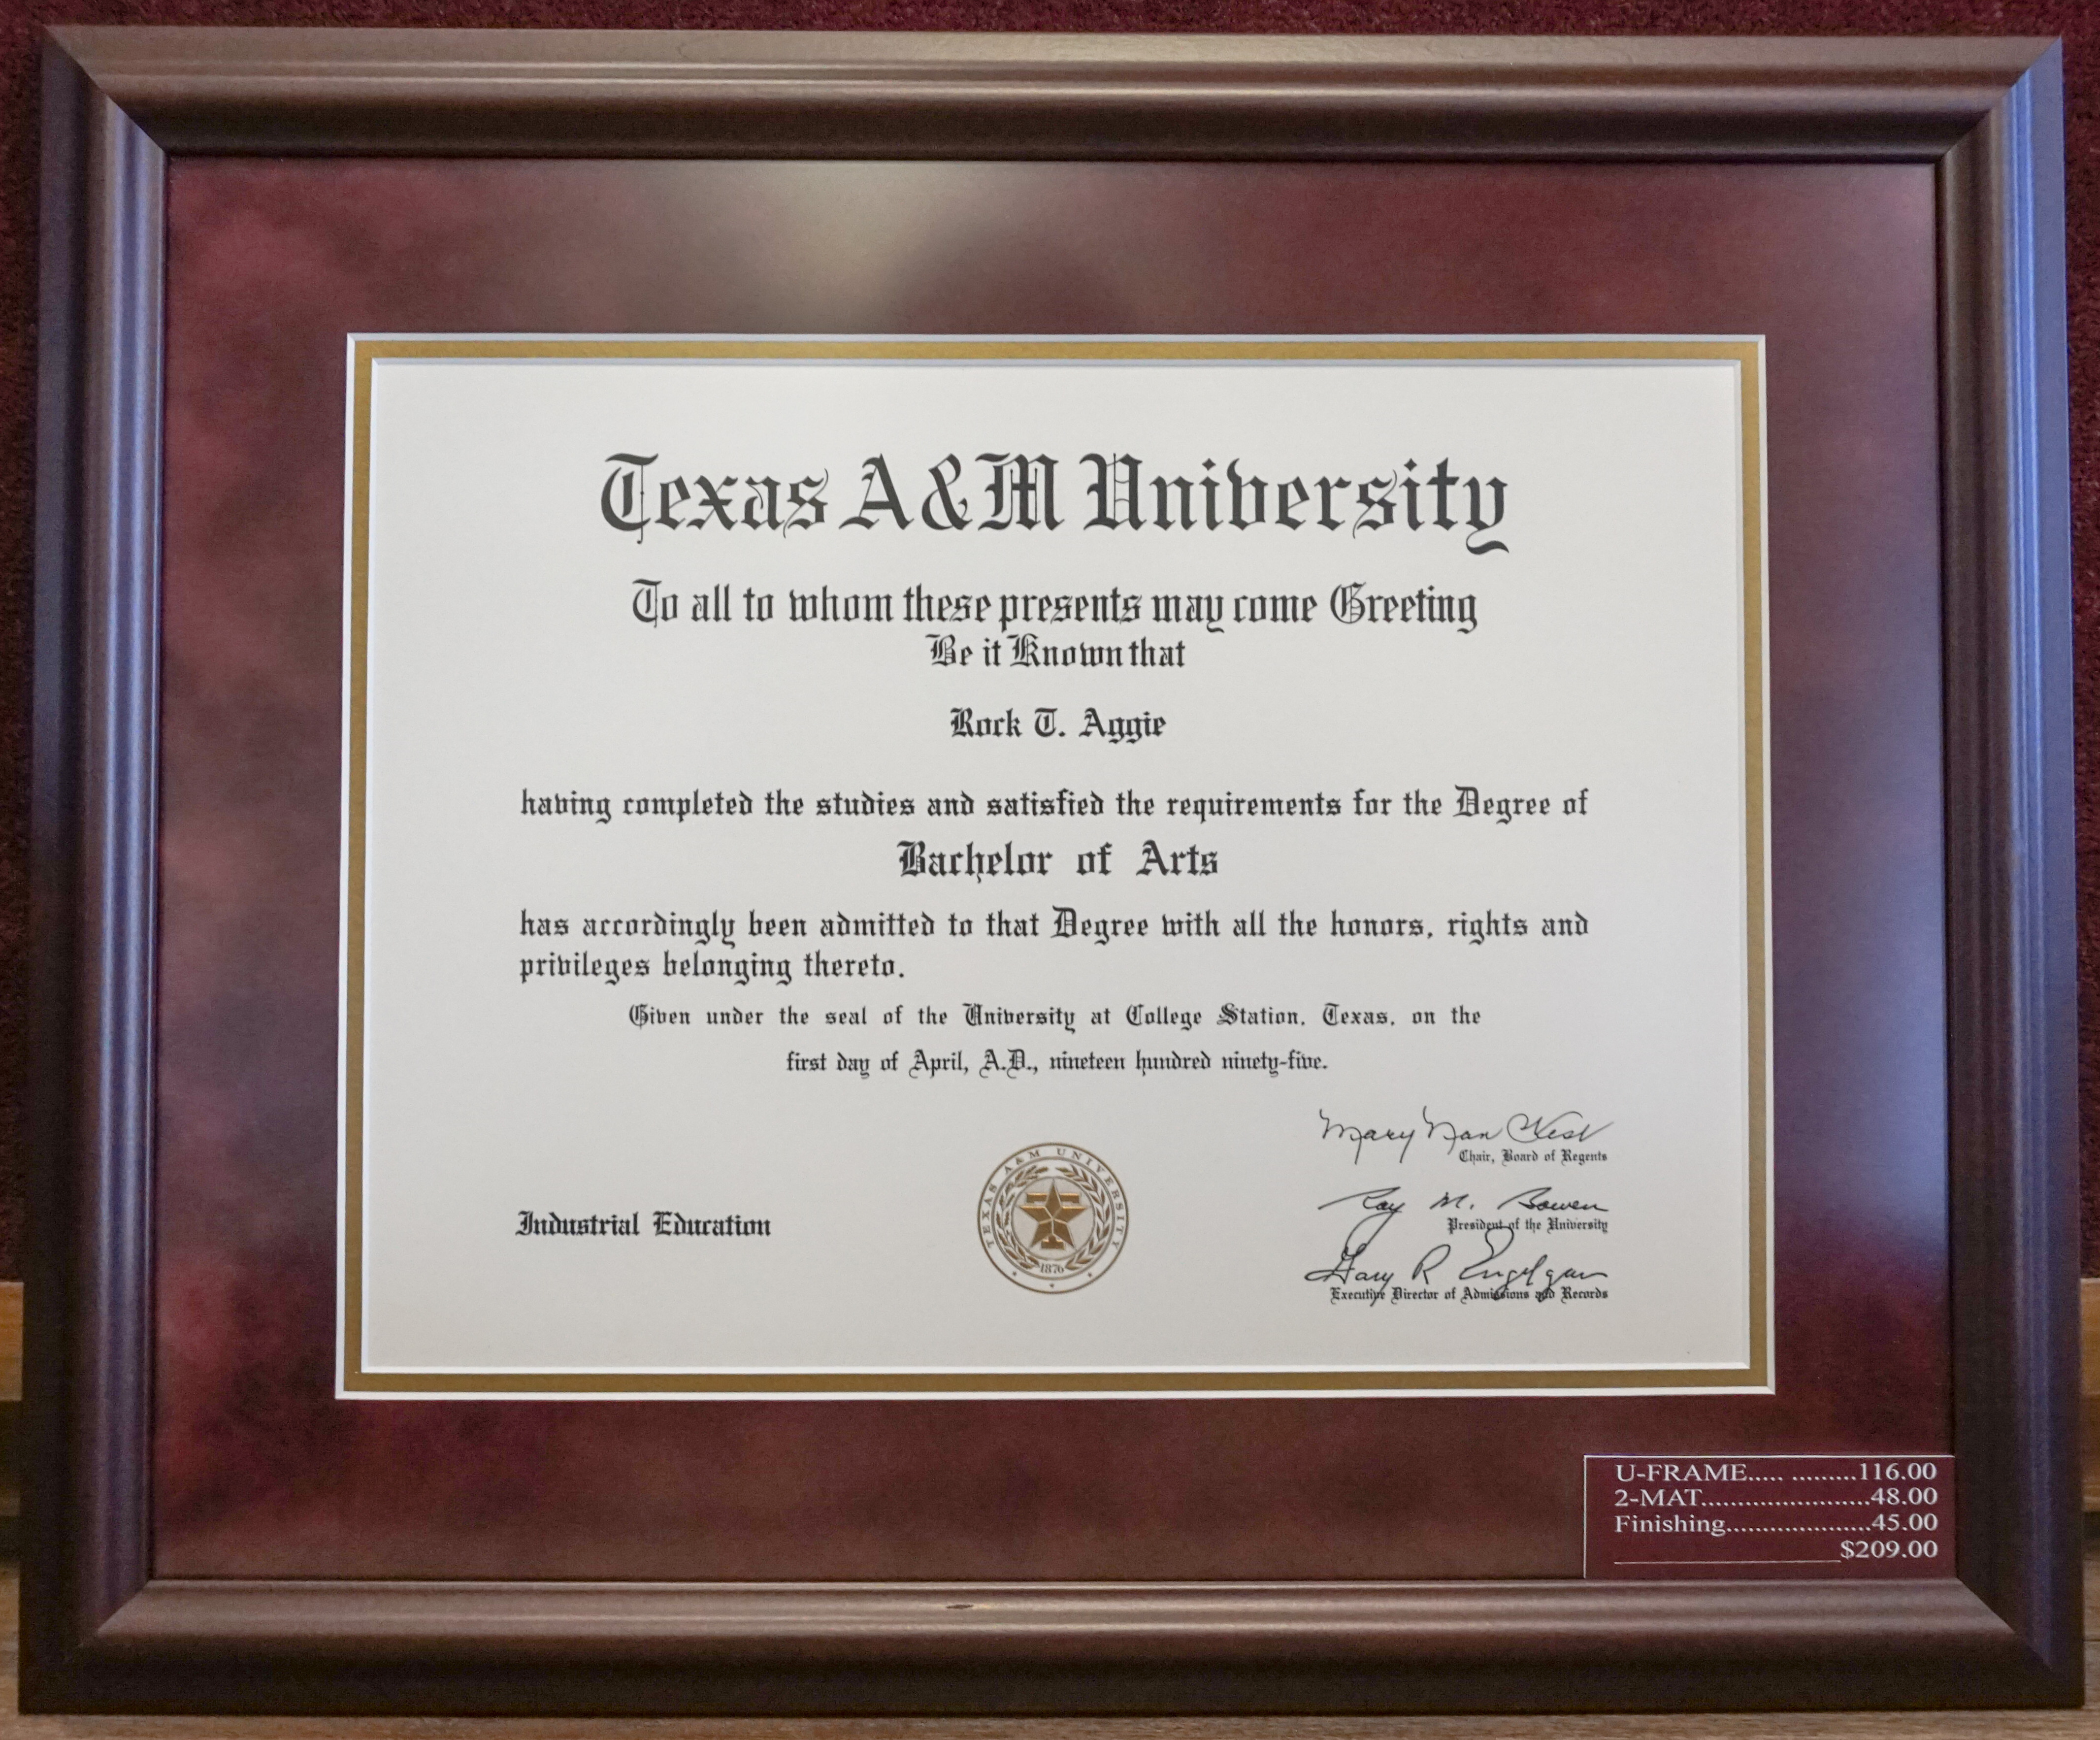 Texas A&M University
To all to whom these presents may come Greeting
Be it Known that
Rock T. Aggie
having completed the studies and satisfied the requirements for the Degree of
Bachelor of Arts
has accordingly been admitted to that Degree with all the honors, rights and
privileges belonging thereto.
Given under the seal of the University at College Station, Texas, on the
first day of April, A.D., nineteen hundred ninety-five.
Mary Nan West
Chair, Board of Regents
Ray M. Bowen
President of the University
Gary R Engelgau
Executive Director of Admissions and Records
Industrial Education
TEXAS A&M UNIVERSITY
T
1876
U-FRAME..... .........116.00
2-MAT.......................48.00
Finishing....................45.00
$209.00